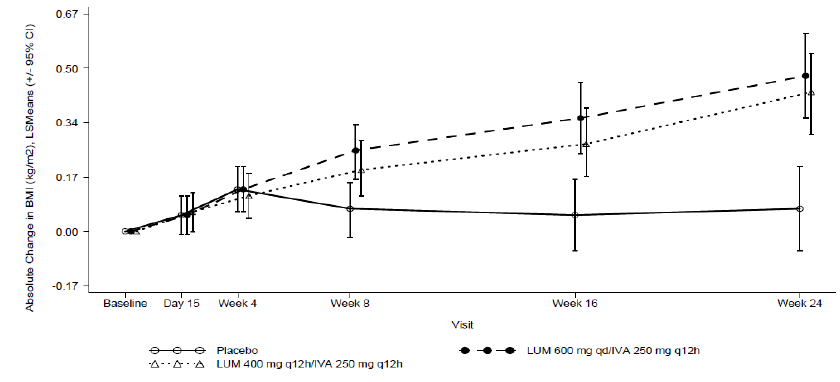 Absolute Change in BMI (kg/m2), LSMeans (+/- 95% CI)
0.67
0.50
0.34
0.17
0.00
-0.17
Baseline Day 15 Week 4 Week 8 Week 16 Week 24
Visit
Placebo LUM 600 mg qd/IVA 250 mg q12h
LUM 400 mg q12h/IVA 250 mg q12h